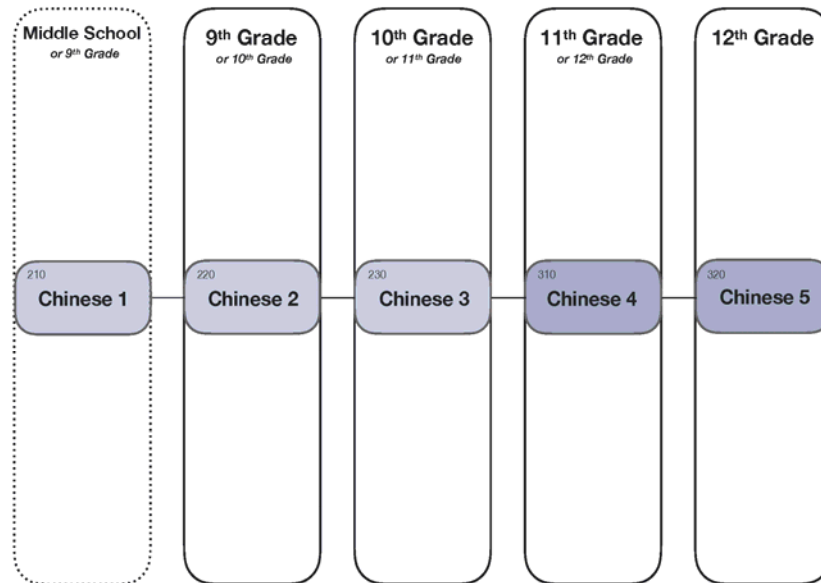 Middle School
or 9th Grade
9th Grade
or 10th Grade
10th Grade
or 11th Grade
11th Grade
or 12th Grade
12th Grade
210
Chinese 1
220
Chinese 2
230
Chinese 3
310
Chinese 4
320
Chinese 5